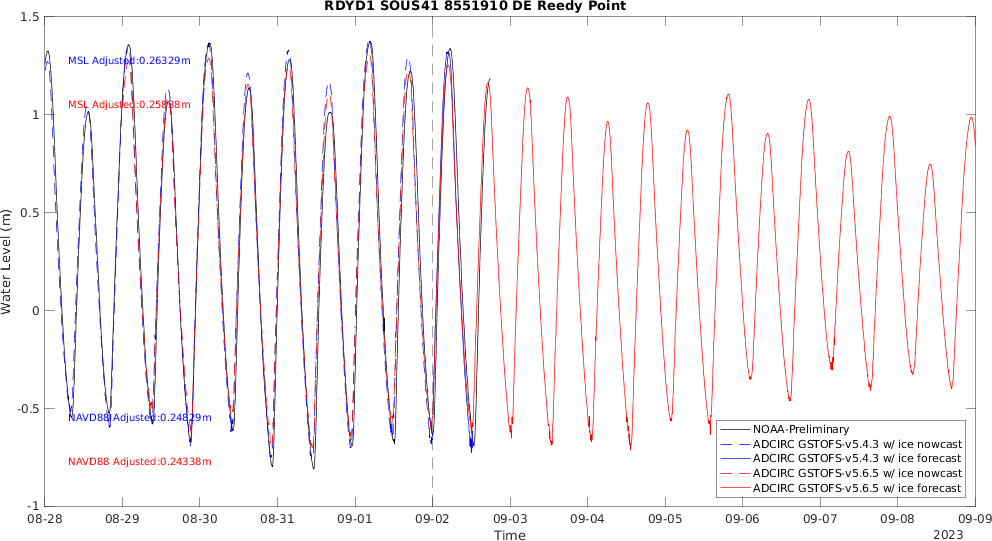 RDYD1 SOUS41 8551910 DE Reedy Point
1.5
1
0.5
0
-0.5
-1
Water Level (m)
MSL Adjusted:0.26329m
MSL Adjusted:0.25838m
NAVD88 Adjusted:0.24829m
NAVD88 Adjusted:0.24338m
NOAA-Preliminary
ADCIRC GSTOFS-v5.4.3 w/ ice nowcast
ADCIRC GSTOFS-v5.4.3 w/ ice forecast
ADCIRC GSTOFS-v5.6.5 w/ ice nowcast
ADCIRC GSTOFS-v5.6.5 w/ ice forecast
08-28 08-29 08-30 08-31 09-01 09-02 09-03 09-04 09-05 09-06 09-07 09-08 09-09
Time
2023